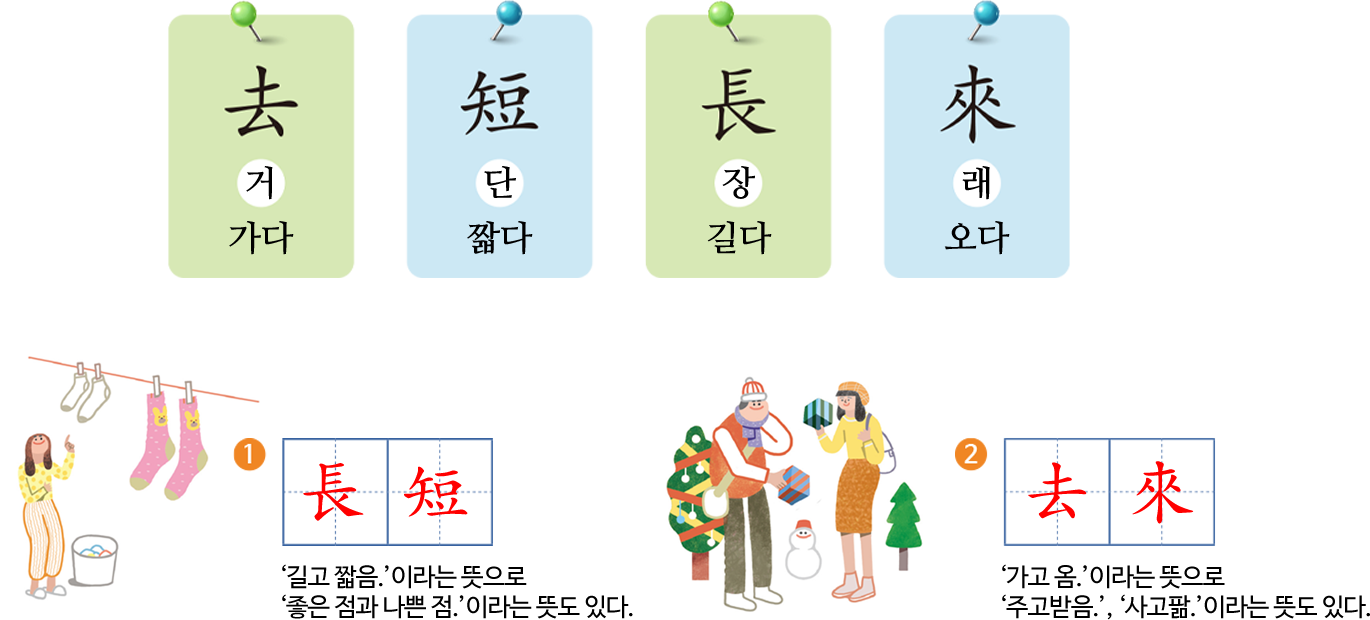 去 短 長 來
거 단 장 래
가다 짧다 길다 오다
1 長短
‘길고 짧음.’이라는 뜻으로
‘좋은 점과 나쁜 점.’이라는 뜻도 있다.
2 去來
‘가고 옴.’이라는 뜻으로
‘주고받음.’, ‘사고팖.’이라는 뜻도 있다.